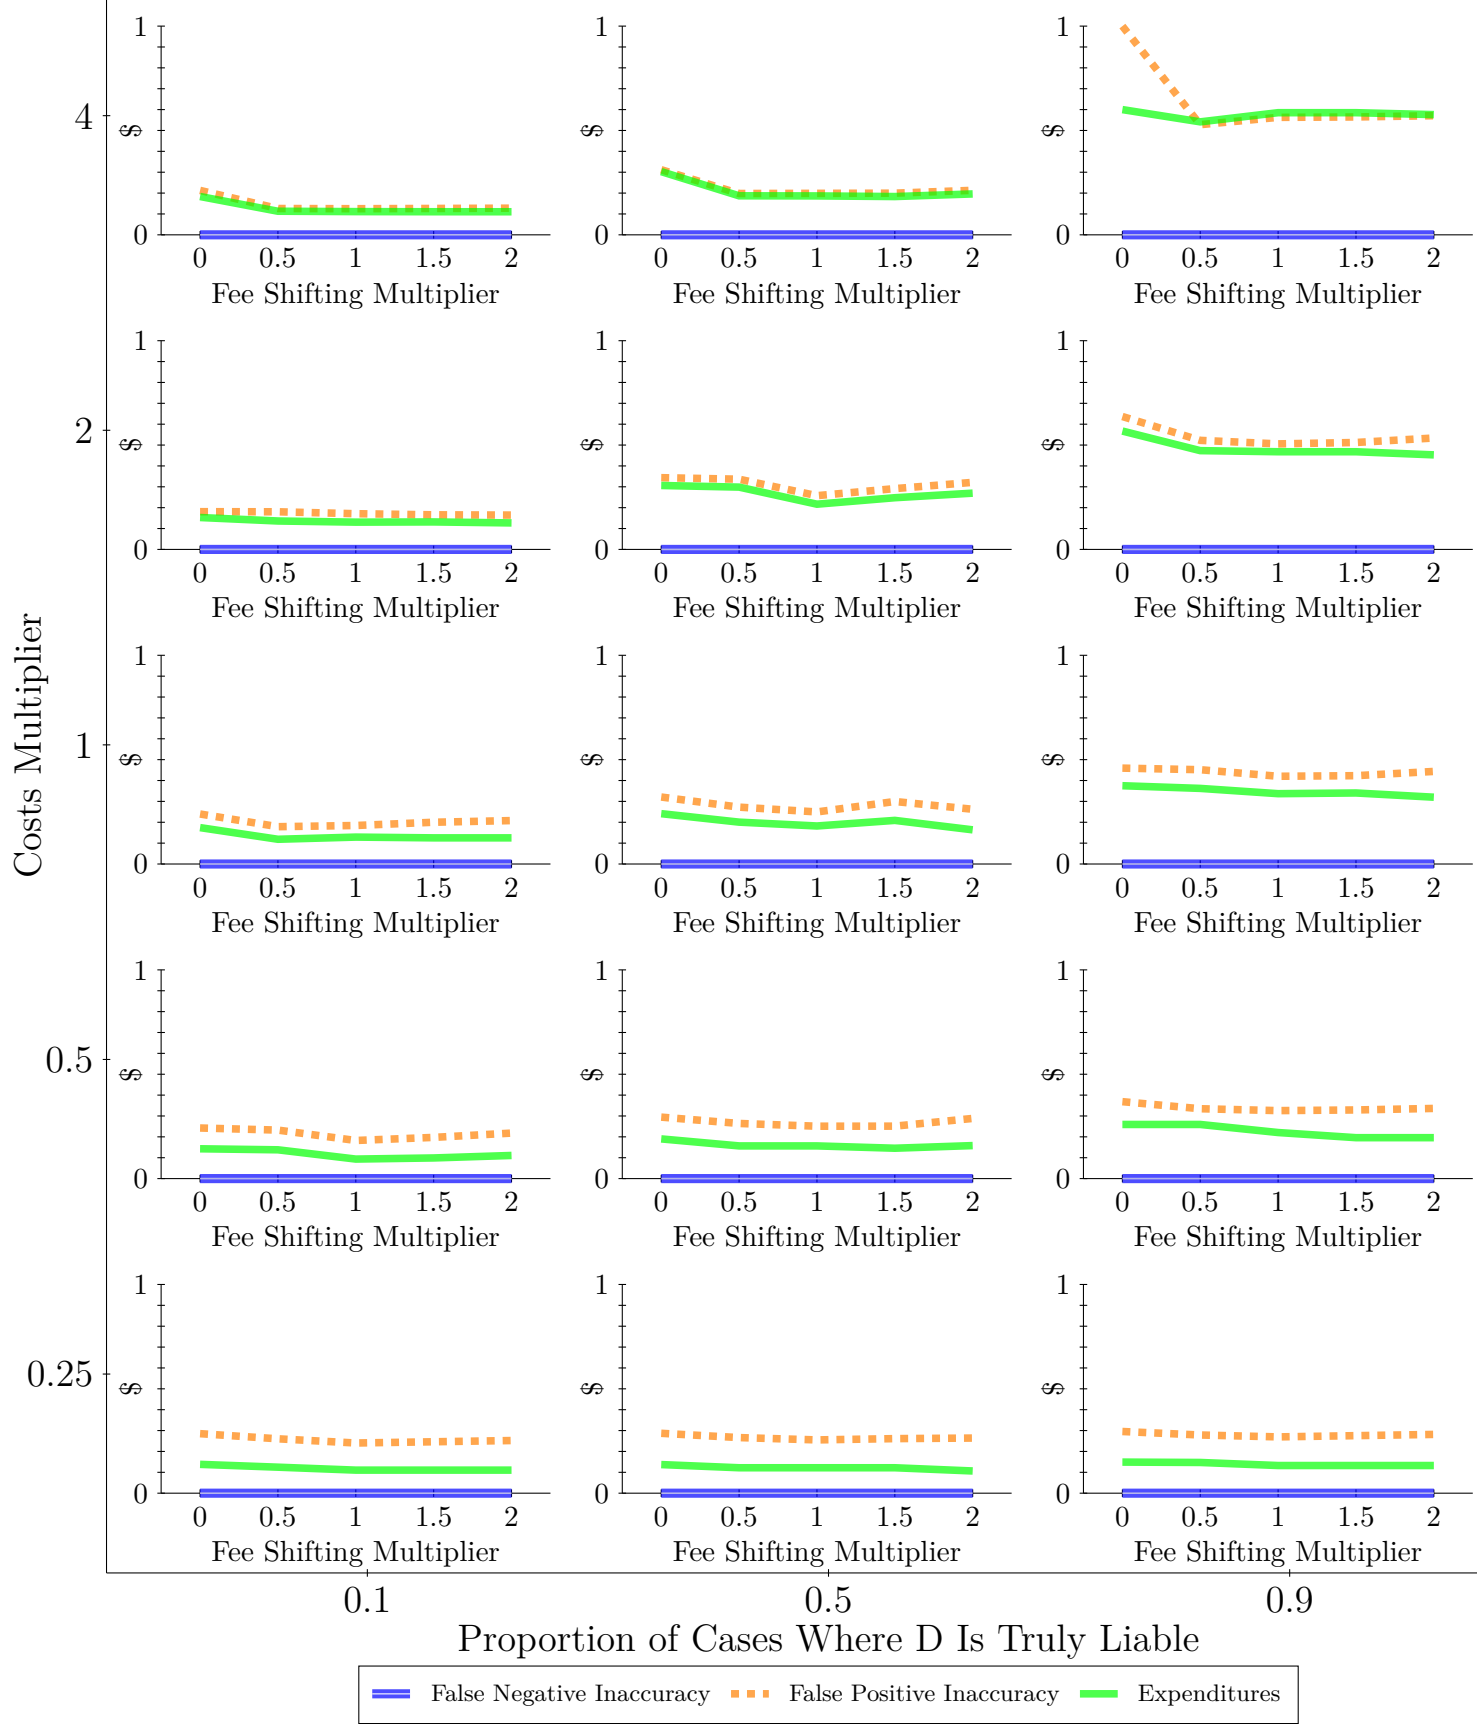 Costs Multiplier
4
1
$
0
0 0.5 1 1.5 2
Fee Shifting Multiplier
1
$
0
0 0.5 1 1.5 2
Fee Shifting Multiplier
1
$
0
0 0.5 1 1.5 2
Fee Shifting Multiplier
2
1
$
0
0 0.5 1 1.5 2
Fee Shifting Multiplier
1
$
0
0 0.5 1 1.5 2
Fee Shifting Multiplier
1
$
0
0 0.5 1 1.5 2
Fee Shifting Multiplier
1
1
$
0
0 0.5 1 1.5 2
Fee Shifting Multiplier
1
$
0
0 0.5 1 1.5 2
Fee Shifting Multiplier
1
$
0
0 0.5 1 1.5 2
Fee Shifting Multiplier
0.5
1
$
0
0 0.5 1 1.5 2
Fee Shifting Multiplier
1
$
0
0 0.5 1 1.5 2
Fee Shifting Multiplier
1
$
0
0 0.5 1 1.5 2
Fee Shifting Multiplier
0.25
1
$
0
0 0.5 1 1.5 2
Fee Shifting Multiplier
1
$
0
0 0.5 1 1.5 2
Fee Shifting Multiplier
1
$
0
0 0.5 1 1.5 2
Fee Shifting Multiplier
0.1 0.5 0.9
Proportion of Cases Where D Is Truly Liable
False Negative Inaccuracy False Positive Inaccuracy Expenditures